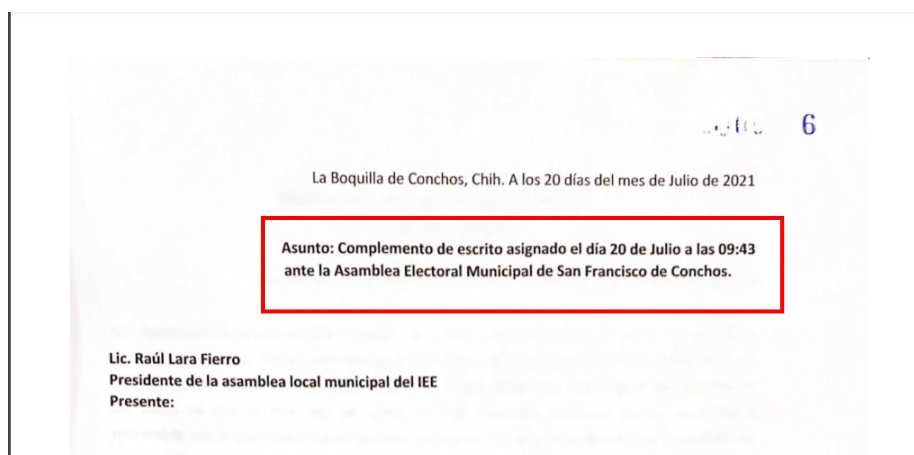 6
La Boquilla de Conchos, Chih. A los 20 días del mes de Julio de 2021
Asunto: Complemento de escrito asignado el día 20 de Julio a las 09:43
ante la Asamblea Electoral Municipal de San Francisco de Conchos.
Lic. Raúl Lara Fierro
Presidente de la asamblea local municipal del IEE
Presente: